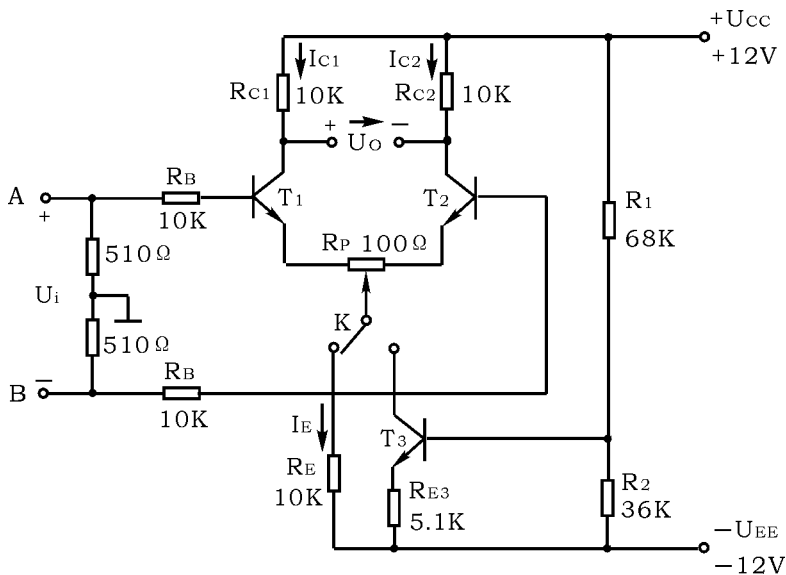 +UCC
+12V
IC1
IC2
RC1
10K
RC2
10K
+
UO
−
A
+
RB
10K
T1
T2
R1
68K
RP 100Ω
510Ω
Ui
K
510Ω
B
−
RB
10K
IE
T3
RE
10K
RE3
5.1K
R2
36K
−UEE
−12V